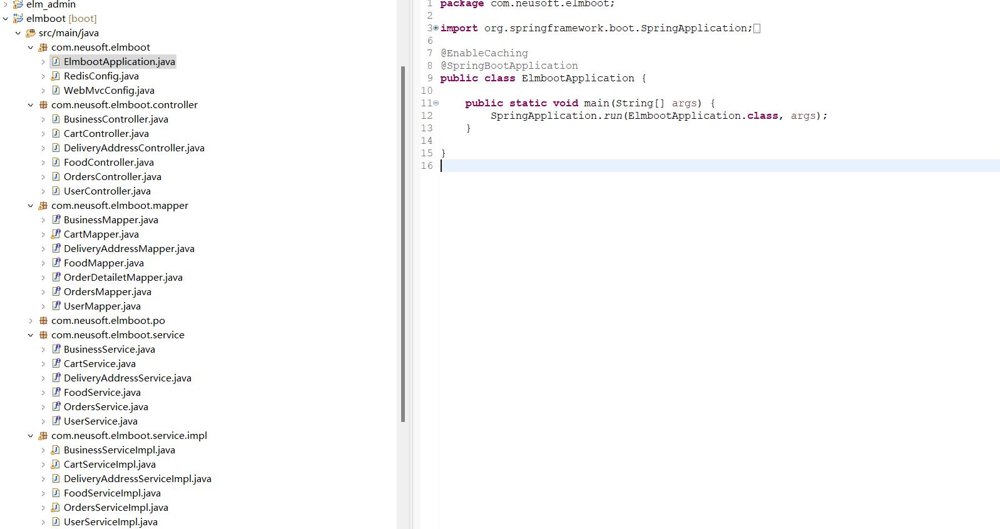 elm_admin
elmboot [boot]
src/main/java
com.neusoft.elmboot
ElmbootApplication.java
RedisConfig.java
WebMvcConfig.java
com.neusoft.elmboot.controller
BusinessController.java
CartController.java
DeliveryAddressController.java
FoodController.java
OrdersController.java
UserController.java
com.neusoft.elmboot.mapper
BusinessMapper.java
CartMapper.java
DeliveryAddressMapper.java
FoodMapper.java
OrderDetailetMapper.java
OrdersMapper.java
UserMapper.java
com.neusoft.elmboot.po
com.neusoft.elmboot.service
BusinessService.java
CartService.java
DeliveryAddressService.java
FoodService.java
OrdersService.java
UserService.java
com.neusoft.elmboot.service.impl
BusinessServiceImpl.java
CartServiceImpl.java
DeliveryAddressServiceImpl.java
FoodServiceImpl.java
OrdersServiceImpl.java
UserServiceImpl.java
1 package com.neusoft.elmboot;
2
3 import org.springframework.boot.SpringApplication;
6
7 @EnableCaching
8 @SpringBootApplication
9 public class ElmbootApplication {
10
11 public static void main(String[] args) {
12 SpringApplication.run(ElmbootApplication.class, args);
13 }
14
15 }
16